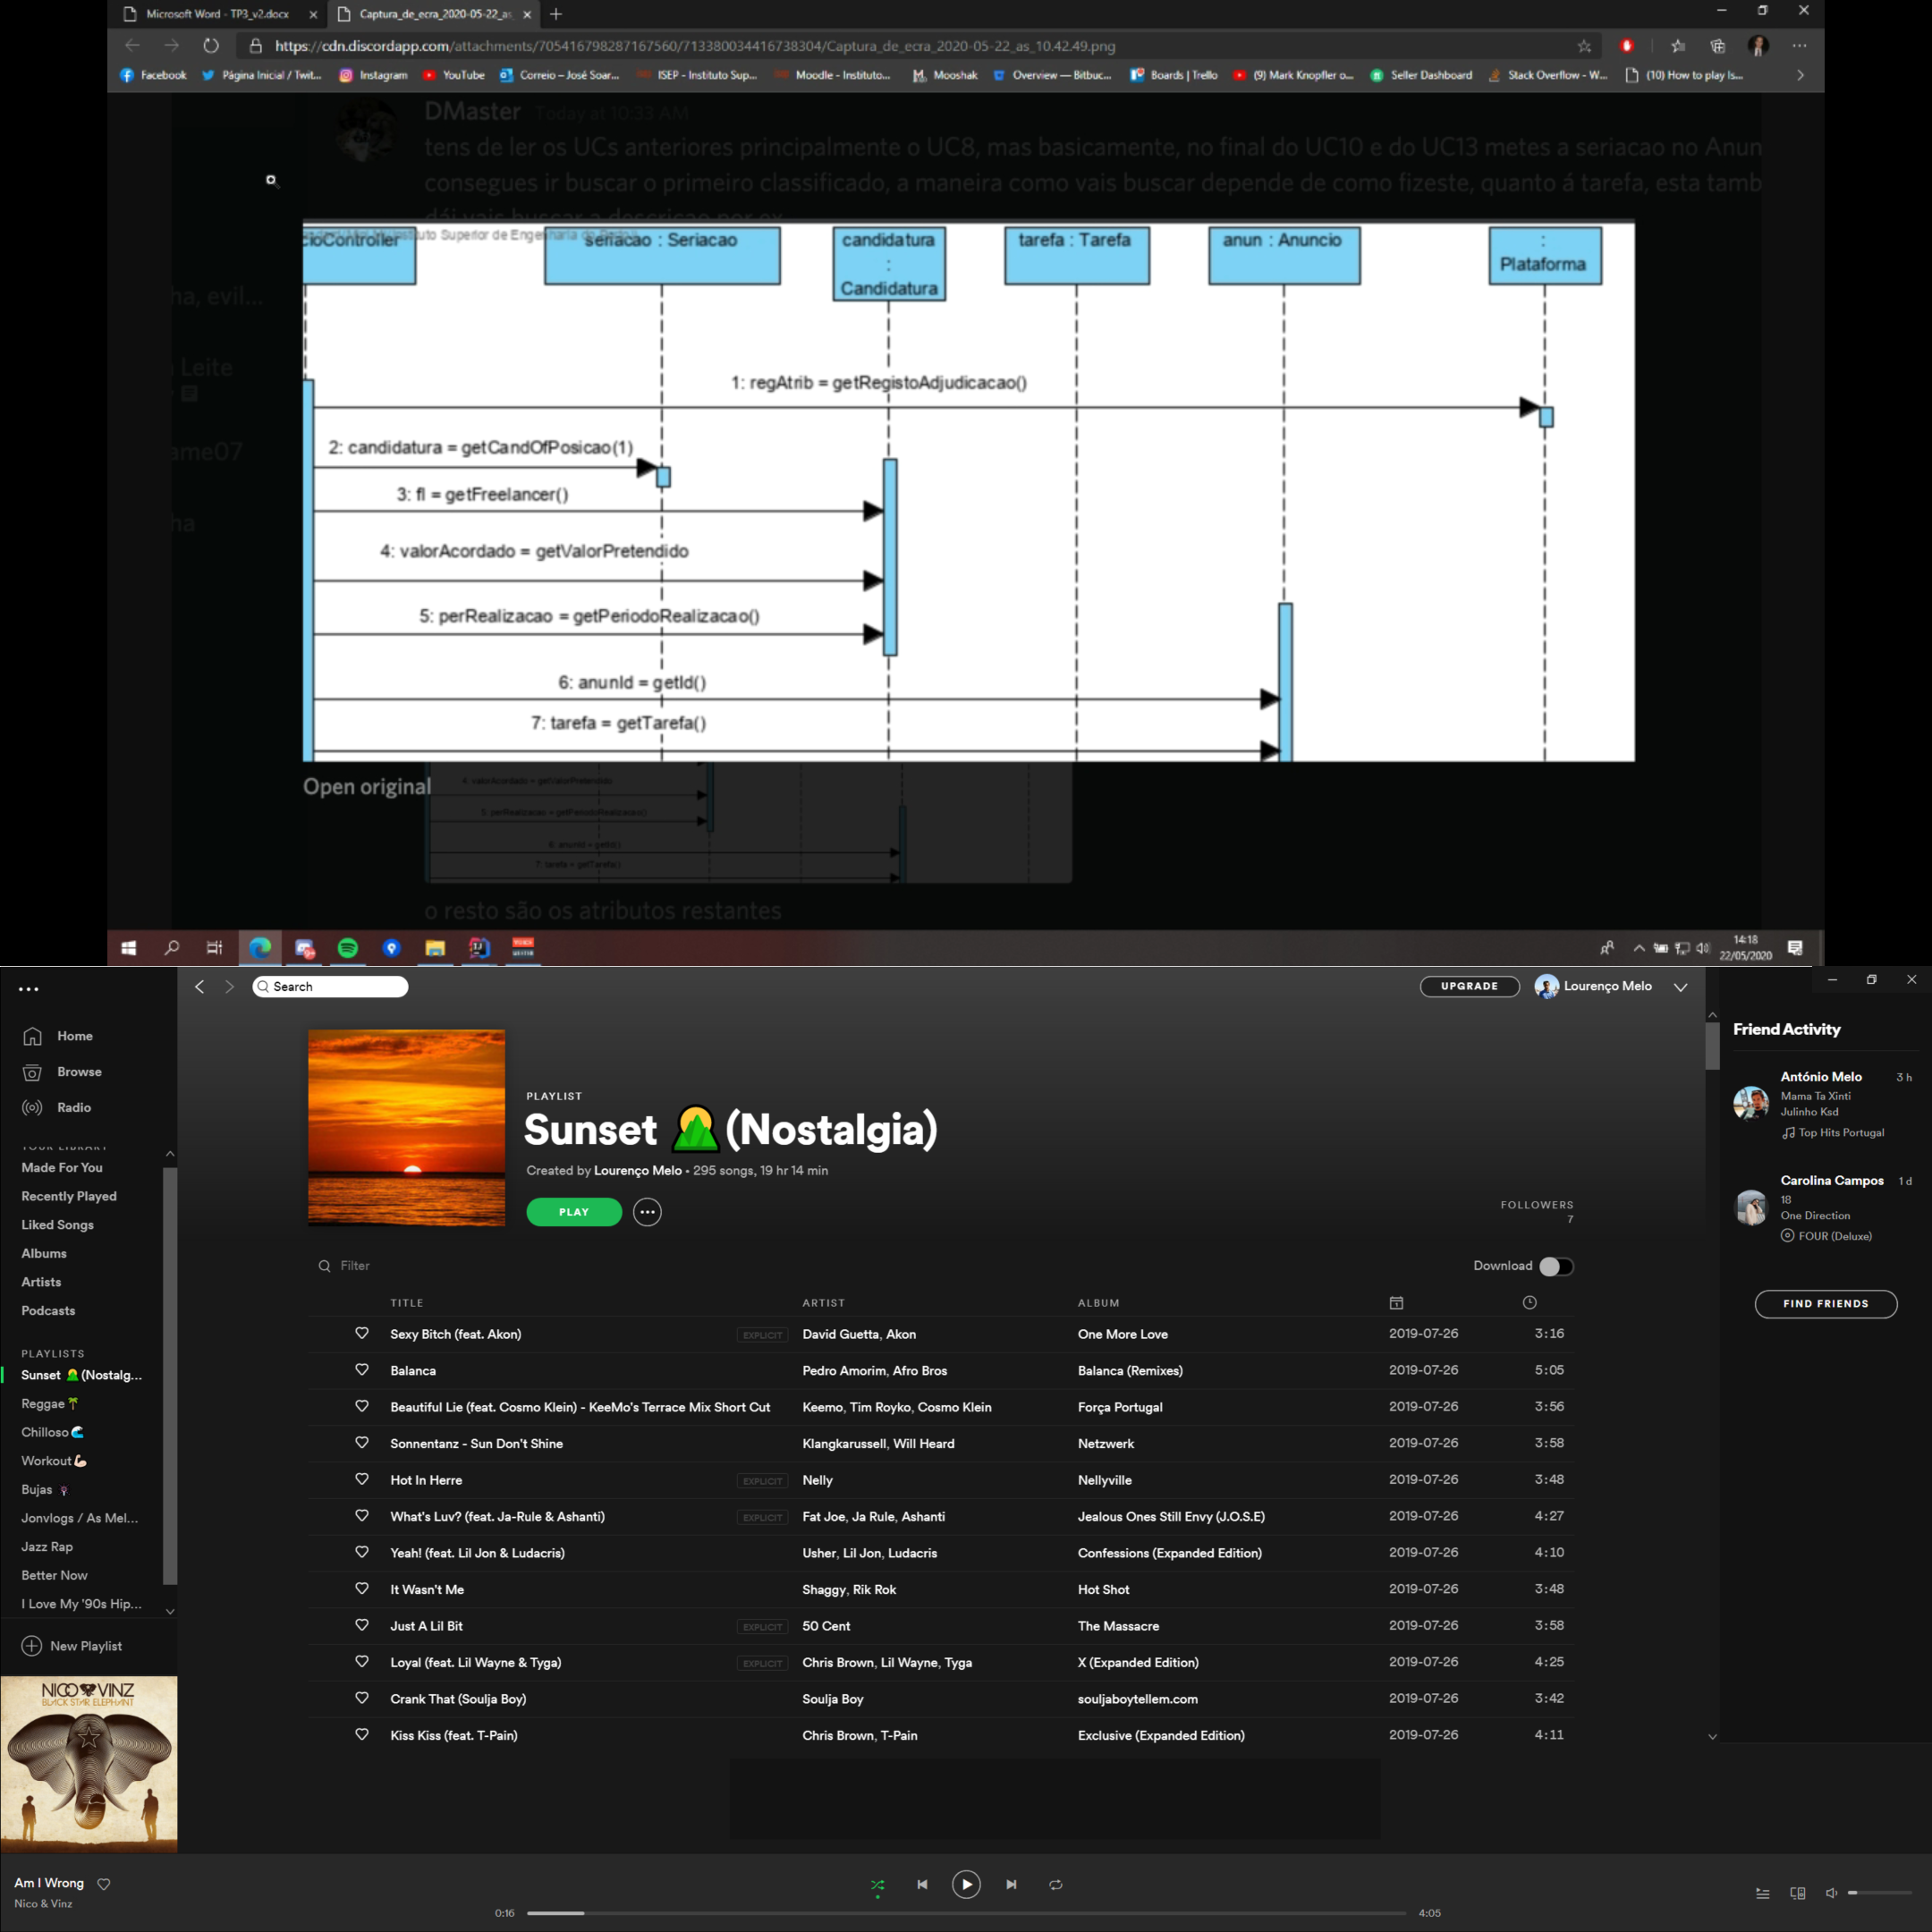 Microsoft Word - TP3_v2.docx
Captura_de_ecra_2020-05-22_as_
https://cdn.discordapp.com/attachments/705416798287167560/713380034416738304/Captura_de_ecra_2020-05-22_as_10.42.49.png
Facebook Página Inicial / Twit... Instagram YouTube Correio – José Soar... ISEP - Instituto Sup... Moodle - Instituto... Mooshak Overview — Bitbuc... Boards | Trello (9) Mark Knopfler o... Seller Dashboard Stack Overflow - W... (10) How to play Is...
DMaster Today at 10:33 AM
tens de ler os UCs anteriores principalmente o UC8, mas basicamente, no final do UC10 e do UC13 metes a seriacao no Anun
consegues ir buscar o primeiro classificado, a maneira como vais buscar depende de como fizeste, quanto á tarefa, esta tamb
dái vais buscar a descricao por ex
ha, evil...
Leite
ame07
ha
uto Superior de Engenharia do Porto
cioController
seriacao : Seriacao
candidatura
:
Candidatura
tarefa : Tarefa
anun : Anuncio
:
Plataforma
1: regAtrib = getRegistoAdjudicacao()
2: candidatura = getCandOfPosicao(1)
3: fl = getFreelancer()
4: valorAcordado = getValorPretendido
5: perRealizacao = getPeriodoRealizacao()
6: anunId = getId()
7: tarefa = getTarefa()
Open original
4: valorAcordado = getValorPretendido
5: perRealizacao = getPeriodoRealizacao()
6: anunId = getId()
7: tarefa = getTarefa()
o resto são os atributos restantes
14:18
22/05/2020
Search
UPGRADE
Lourenço Melo
Home
Browse
Radio
YOUR LIBRARY
Made For You
Recently Played
Liked Songs
Albums
Artists
Podcasts
PLAYLISTS
Sunset (Nostalg...
Reggae
Chilloso
Workout
Bujas
Jonvlogs / As Mel...
Jazz Rap
Better Now
I Love My '90s Hip...
New Playlist
NICO VINZ
BLACK STAR ELEPHANT
PLAYLIST
Sunset (Nostalgia)
Created by Lourenço Melo • 295 songs, 19 hr 14 min
PLAY
FOLLOWERS
7
Filter
Download
TITLE ARTIST ALBUM
Sexy Bitch (feat. Akon) EXPLICIT David Guetta, Akon One More Love 2019-07-26 3:16
Balanca Pedro Amorim, Afro Bros Balanca (Remixes) 2019-07-26 5:05
Beautiful Lie (feat. Cosmo Klein) - KeeMo's Terrace Mix Short Cut Keemo, Tim Royko, Cosmo Klein Força Portugal 2019-07-26 3:56
Sonnentanz - Sun Don't Shine Klangkarussell, Will Heard Netzwerk 2019-07-26 3:58
Hot In Herre EXPLICIT Nelly Nellyville 2019-07-26 3:48
What's Luv? (feat. Ja-Rule & Ashanti) EXPLICIT Fat Joe, Ja Rule, Ashanti Jealous Ones Still Envy (J.O.S.E) 2019-07-26 4:27
Yeah! (feat. Lil Jon & Ludacris) Usher, Lil Jon, Ludacris Confessions (Expanded Edition) 2019-07-26 4:10
It Wasn't Me Shaggy, Rik Rok Hot Shot 2019-07-26 3:48
Just A Lil Bit EXPLICIT 50 Cent The Massacre 2019-07-26 3:58
Loyal (feat. Lil Wayne & Tyga) EXPLICIT Chris Brown, Lil Wayne, Tyga X (Expanded Edition) 2019-07-26 4:25
Crank That (Soulja Boy) Soulja Boy souljaboytellem.com 2019-07-26 3:42
Kiss Kiss (feat. T-Pain) Chris Brown, T-Pain Exclusive (Expanded Edition) 2019-07-26 4:11
Friend Activity
António Melo 3 h
Mama Ta Xinti
Julinho Ksd
Top Hits Portugal
Carolina Campos 1 d
18
One Direction
FOUR (Deluxe)
FIND FRIENDS
Am I Wrong
Nico & Vinz
0:16
4:05